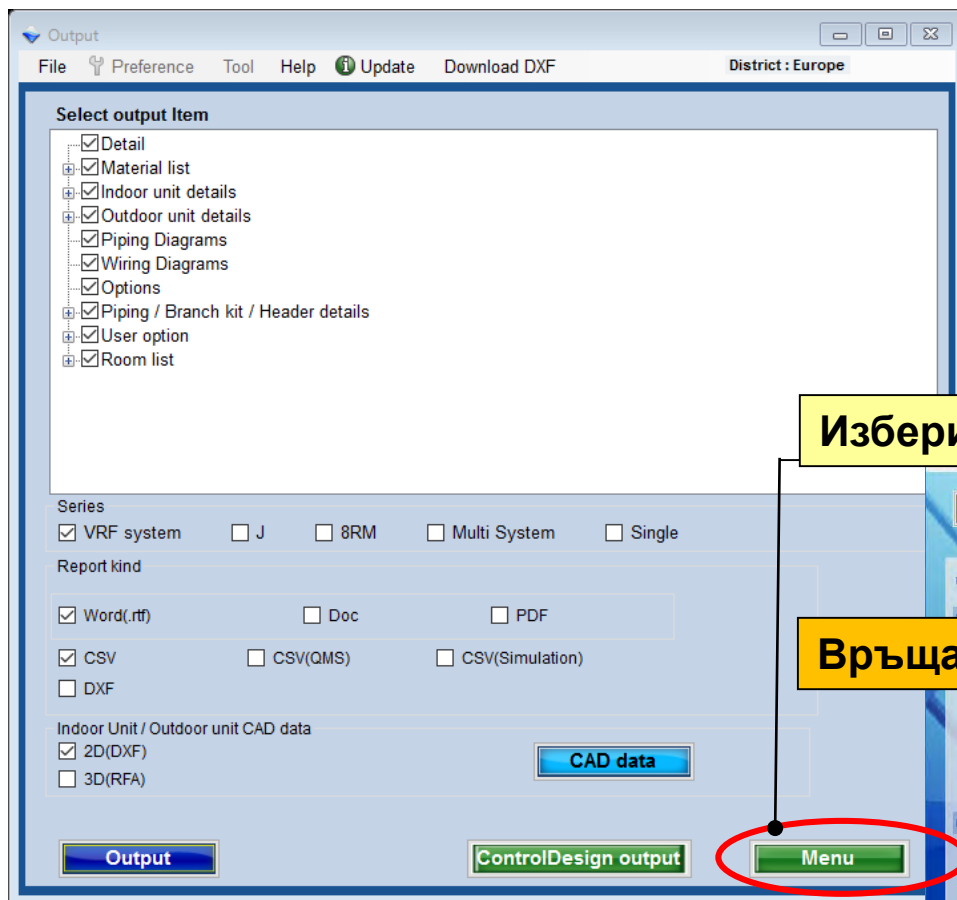 Output
File Preference Tool Help Update Download DXF District : Europe
Select output Item
Detail
Material list
Indoor unit details
Outdoor unit details
Piping Diagrams
Wiring Diagrams
Options
Piping / Branch kit / Header details
User option
Room list
Избери
Series
VRF system J 8RM Multi System Single
Report kind
Word(.rtf) Doc PDF
Връща
CSV CSV(QMS) CSV(Simulation)
DXF
Indoor Unit / Outdoor unit CAD data
2D(DXF)
3D(RFA)
CAD data
Output ControlDesign output Menu